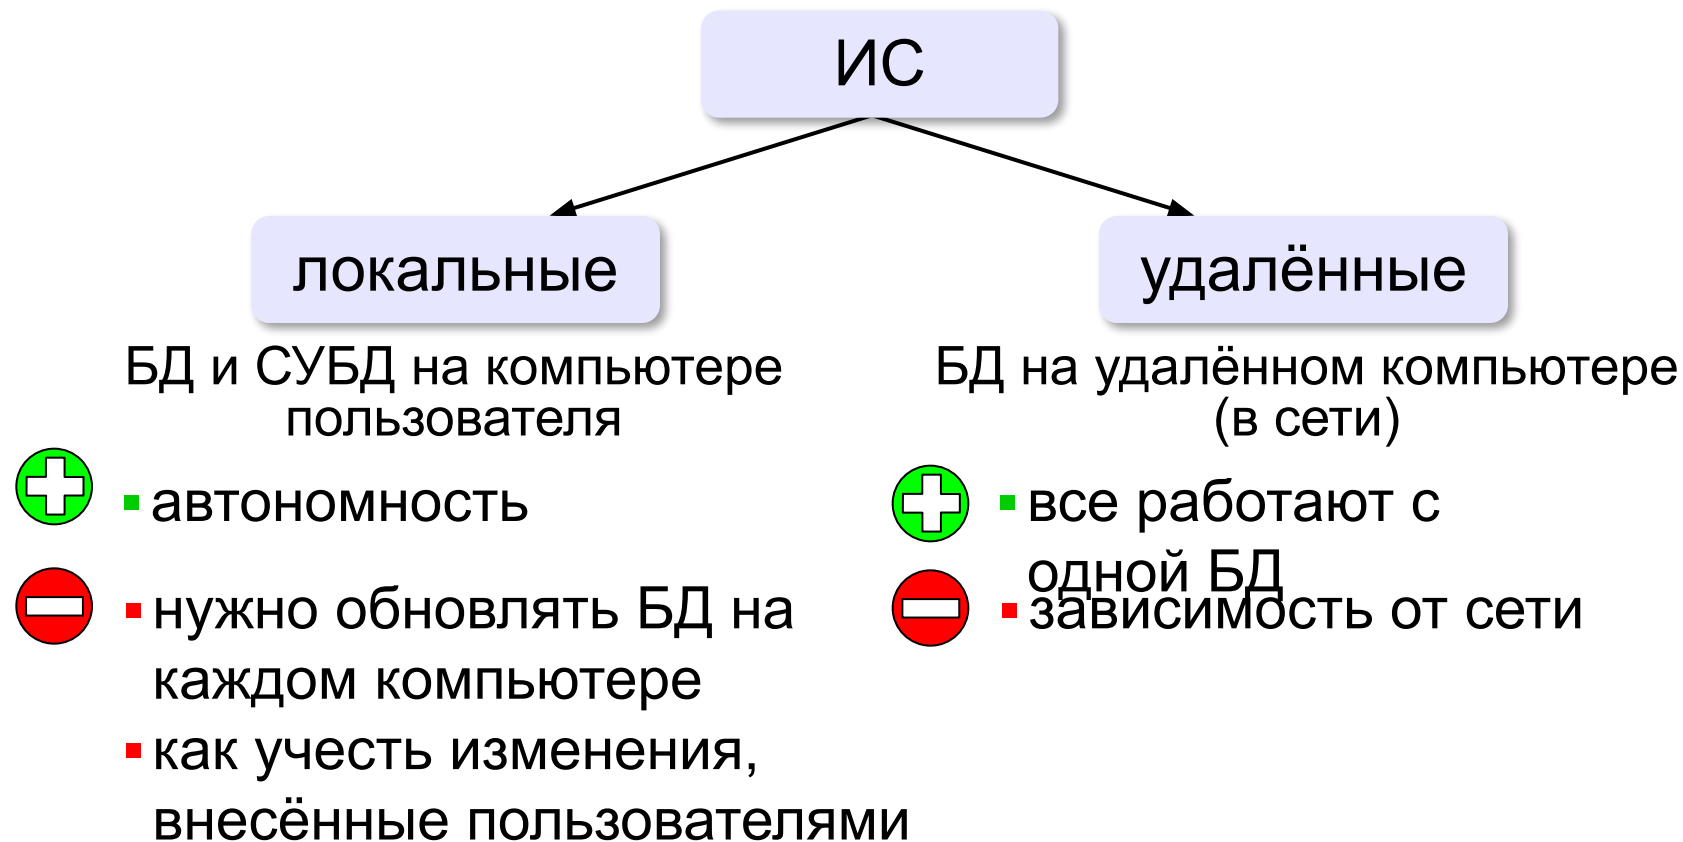 ИС
локальные
БД и СУБД на компьютере
пользователя
автономность
нужно обновлять БД на
каждом компьютере
как учесть изменения,
внесённые пользователями
удалённые
БД на удалённом компьютере
(в сети)
все работают с
одной БД
зависимость от сети